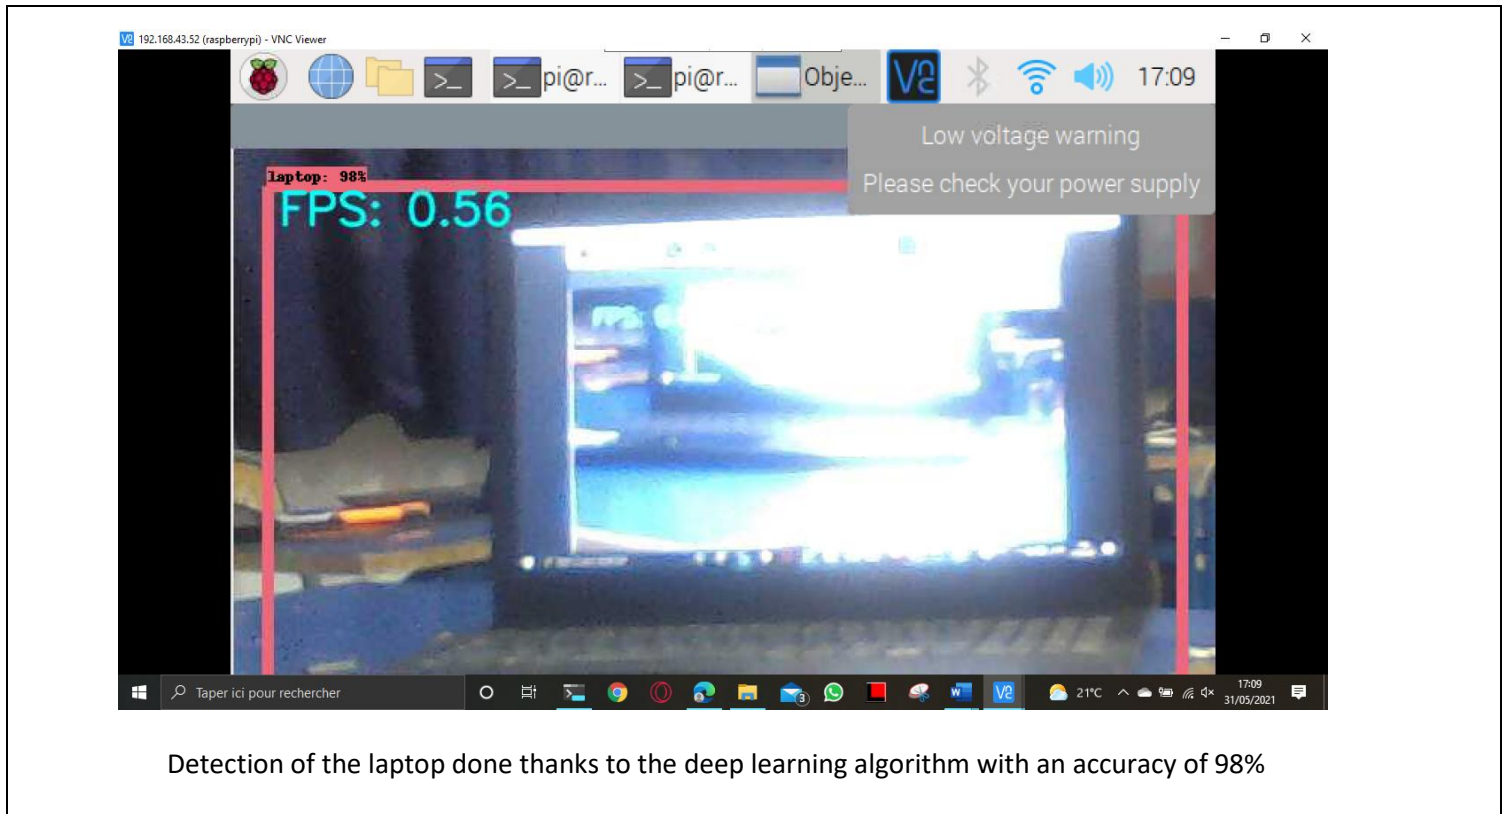 192.168.43.52 (raspberrypi) - VNC Viewer
pi@r... pi@r... Obje... 17:09
Low voltage warning
Please check your power supply
laptop: 98%
FPS: 0.56
FPS:
Taper ici pour rechercher
3
21°C
17:09
31/05/2021
Detection of the laptop done thanks to the deep learning algorithm with an accuracy of 98%